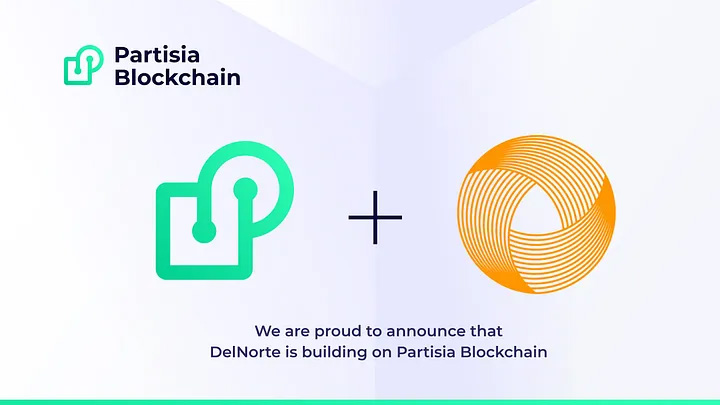 Partisia
Blockchain
We are proud to announce that
DelNorte is building on Partisia Blockchain